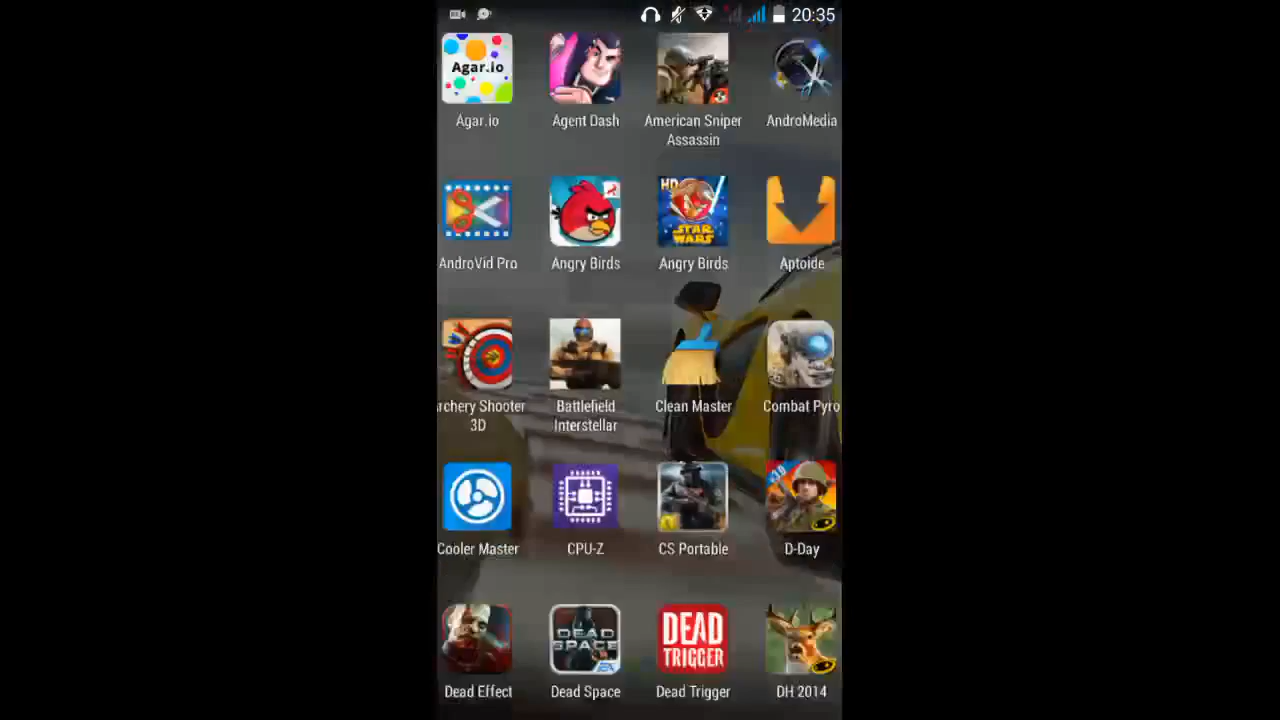 20:35
Agar.io
Agar.io
Agent Dash
American Sniper
Assassin
AndroMedia
HD
STAR
WARS
AndroVid Pro
Angry Birds
Angry Birds
Aptoide
rchery Shooter
3D
Battlefield
Interstellar
Clean Master
Combat Pyro
Cooler Master
CPU-Z
CS Portable
D-Day
DEAD
SPACE
EA
DEAD
TRIGGER
Dead Effect
Dead Space
Dead Trigger
DH 2014